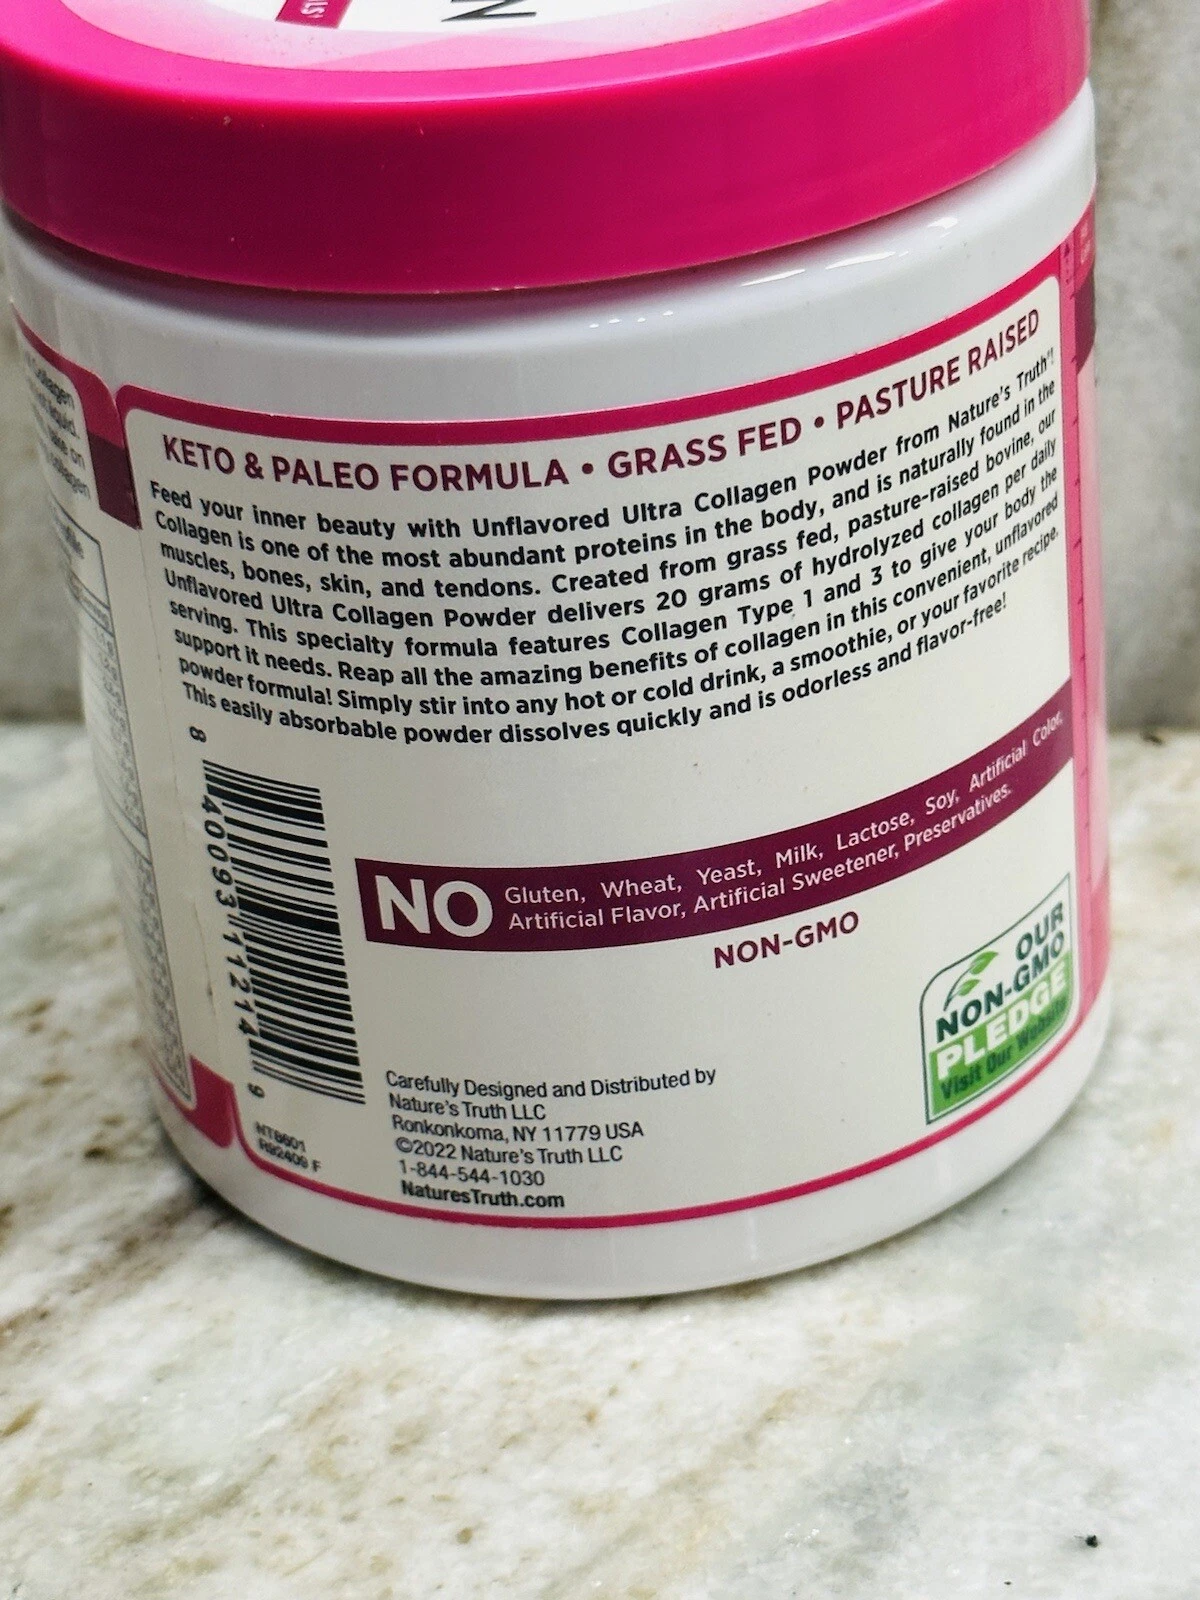 KETO & PALEO FORMULA • GRASS FED • PASTURE RAISED
Feed your inner beauty with Unflavored Ultra Collagen Powder from Nature's Truth®!
Collagen is one of the most abundant proteins in the body, and is naturally found in the
muscles, bones, skin, and tendons. Created from grass fed, pasture-raised bovine, our
Unflavored Ultra Collagen Powder delivers 20 grams of hydrolyzed collagen per daily
serving. This specialty formula features Collagen Type 1 and 3 to give your body the
support it needs. Reap all the amazing benefits of collagen in this convenient, unflavored
powder formula! Simply stir into any hot or cold drink, a smoothie, or your favorite recipe.
This easily absorbable powder dissolves quickly and is odorless and flavor-free!
8 40093 11214 9
NO Gluten, Wheat, Yeast, Milk, Lactose, Soy, Artificial Color,
Artificial Flavor, Artificial Sweetener, Preservatives.
NON-GMO
OUR
NON-GMO
PLEDGE
Visit Our Website
Carefully Designed and Distributed by
Nature's Truth LLC
Ronkonkoma, NY 11779 USA
©2022 Nature's Truth LLC
1-844-544-1030
NaturesTruth.com
NT8601
R92409 F
Collagen
liquid.
take on
collagen